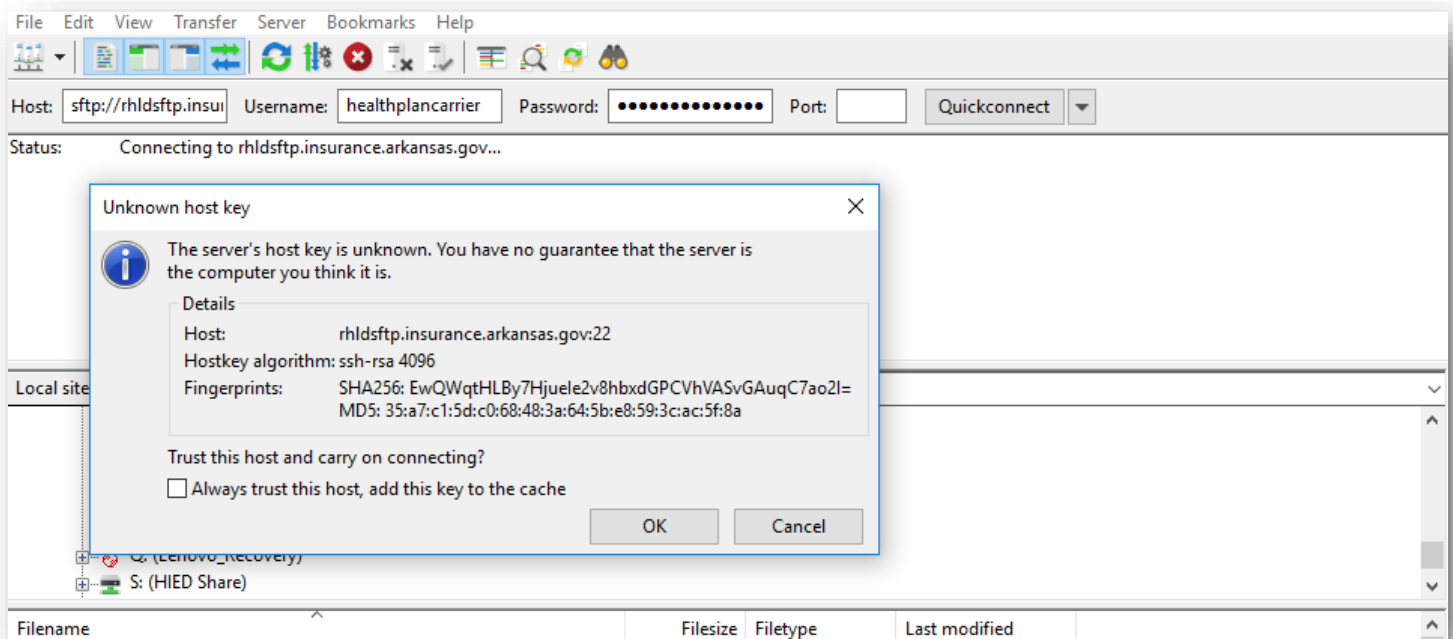 File Edit View Transfer Server Bookmarks Help
Host: sftp://rhldsftp.insu Username: healthplancarrier Password: •••••••••••••• Port: Quickconnect
Status: Connecting to rhldsftp.insurance.arkansas.gov...
Unknown host key
The server's host key is unknown. You have no guarantee that the server is
the computer you think it is.
Details
Host: rhldsftp.insurance.arkansas.gov:22
Hostkey algorithm: ssh-rsa 4096
Fingerprints: SHA256: EwQWqtHLBy7Hjuele2v8hbxdGPCVhVASvGAuqC7ao2I=
MD5: 35:a7:c1:5d:c0:68:48:3a:64:5b:e8:59:3c:ac:5f:8a
Local site
Trust this host and carry on connecting?
Always trust this host, add this key to the cache
OK Cancel
Q: (Lenovo_Recovery)
S: (HIED Share)
Filename Filesize Filetype Last modified